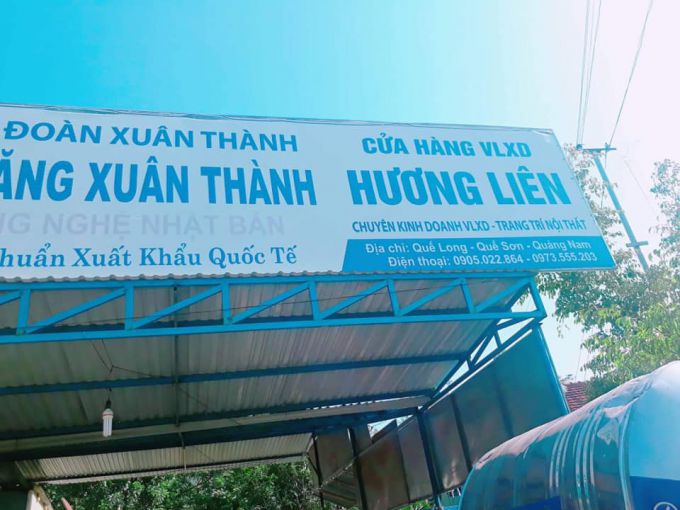 ĐOÀN XUÂN THÀNH
ĂNG XUÂN THÀNH
NG NGHỆ NHẬT BẢN
huẩn Xuất Khẩu Quốc Tế
CỬA HÀNG VLXD
HƯƠNG LIÊN
CHUYÊN KINH DOANH VLXD - TRANG TRÍ NỘI THẤT
Địa chỉ: Quế Long - Quế Sơn - Quảng Nam
Điện thoại: 0905.022.864 - 0973.555.203